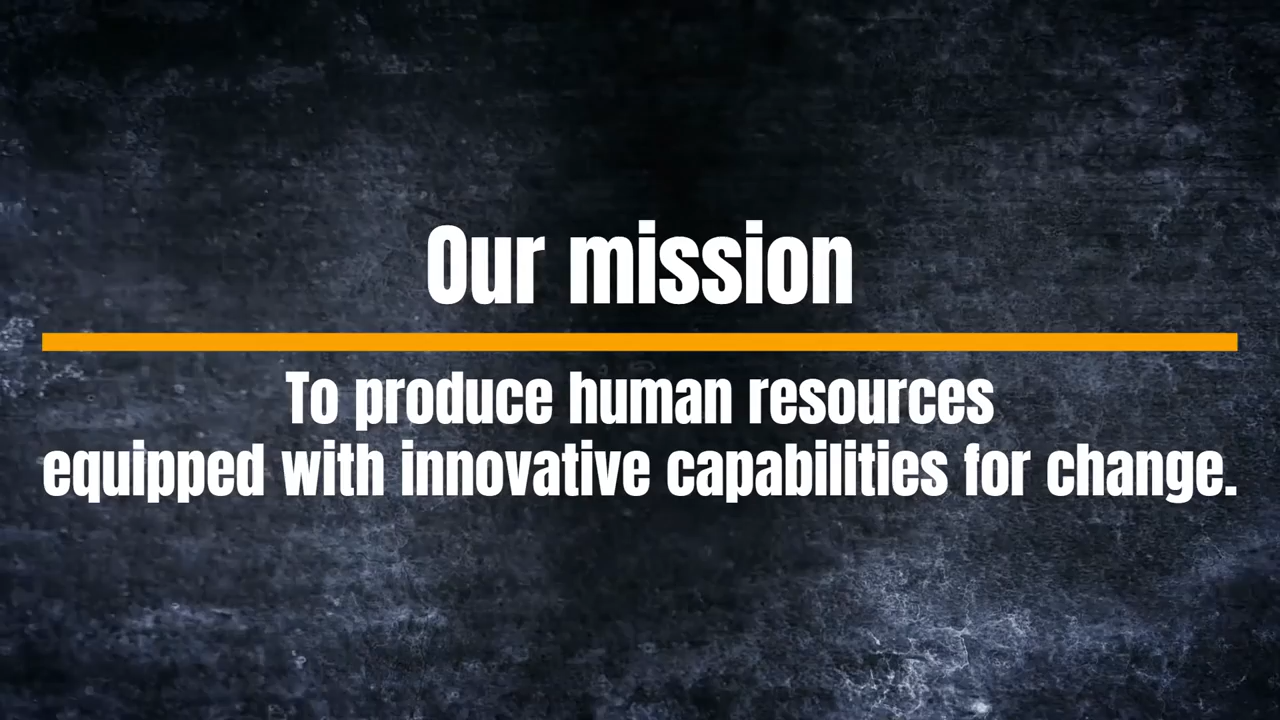 Our mission
To produce human resources
equipped with innovative capabilities for change.